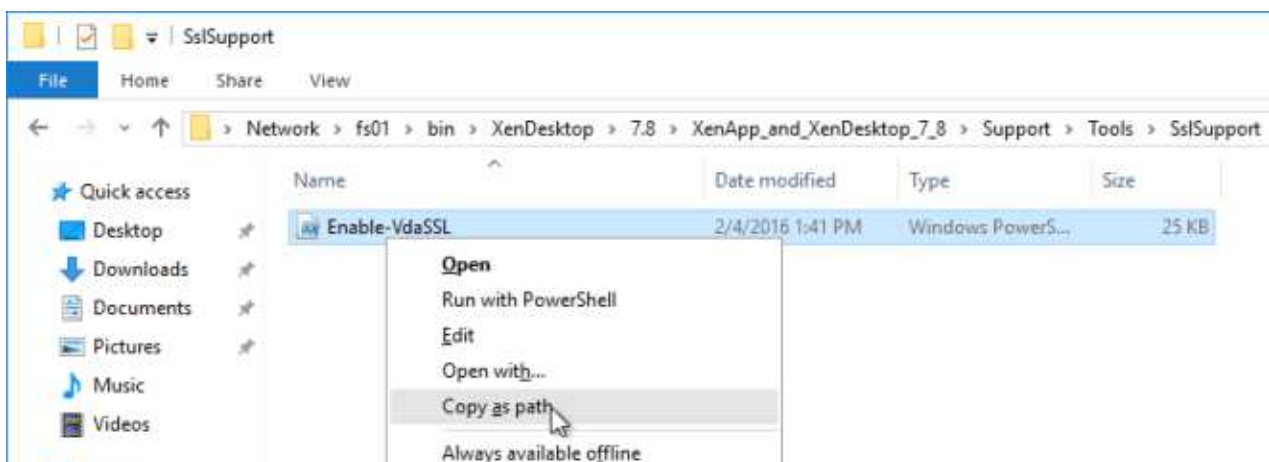 SslSupport
File Home Share View
Network > fs01 > bin > XenDesktop > 7.8 > XenApp_and_XenDesktop_7_8 > Support > Tools > SslSupport
Quick access
Desktop
Downloads
Documents
Pictures
Music
Videos
Name Date modified Type Size
Enable-VdaSSL 2/4/2016 1:41 PM Windows PowerS... 25 KB
Open
Run with PowerShell
Edit
Open with...
Copy as path
Always available offline